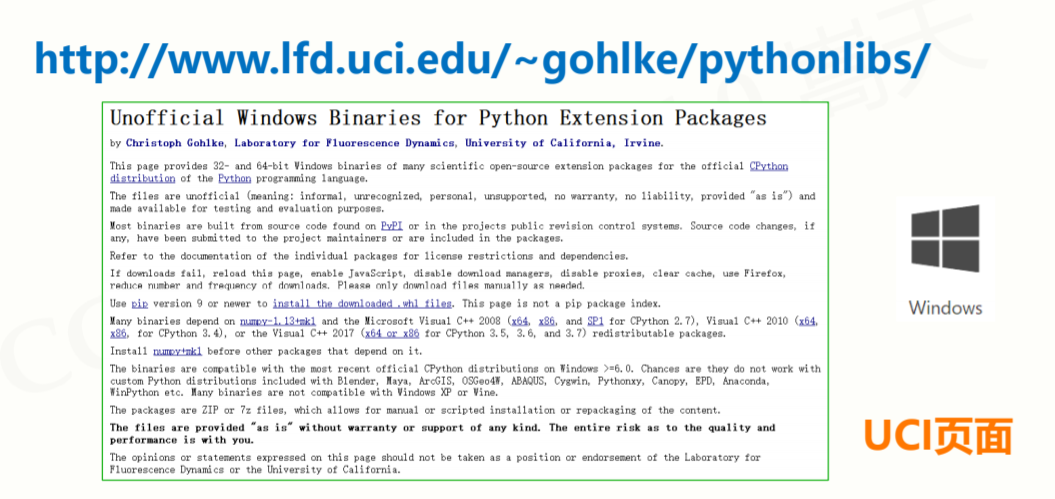 http://www.lfd.uci.edu/~gohlke/pythonlibs/
Unofficial Windows Binaries for Python Extension Packages
by Christoph Gohlke, Laboratory for Fluorescence Dynamics, University of California, Irvine.
This page provides 32- and 64-bit Windows binaries of many scientific open-source extension packages for the official CPython
distribution of the Python programming language.
The files are unofficial (meaning: informal, unrecognized, personal, unsupported, no warranty, no liability, provided "as is") and
made available for testing and evaluation purposes.
Most binaries are built from source code found on PyPI or in the projects public revision control systems. Source code changes, if
any, have been submitted to the project maintainers or are included in the packages.
Refer to the documentation of the individual packages for license restrictions and dependencies.
If downloads fail, reload this page, enable JavaScript, disable download managers, disable proxies, clear cache, use Firefox,
reduce number and frequency of downloads. Please only download files manually as needed.
Use pip version 9 or newer to install the downloaded .whl files. This page is not a pip package index.
Many binaries depend on numpy-1.13+mkl and the Microsoft Visual C++ 2008 (x64, x86, and SP1 for CPython 2.7), Visual C++ 2010 (x64,
x86, for CPython 3.4), or the Visual C++ 2017 (x64 or x86 for CPython 3.5, 3.6, and 3.7) redistributable packages.
Install numpy+mkl before other packages that depend on it.
The binaries are compatible with the most recent official CPython distributions on Windows >=6.0. Chances are they do not work with
custom Python distributions included with Blender, Maya, ArcGIS, OSGeo4W, ABAQUS, Cygwin, Pythonxy, Canopy, EPD, Anaconda,
WinPython etc. Many binaries are not compatible with Windows XP or Wine.
The packages are ZIP or 7z files, which allows for manual or scripted installation or repackaging of the content.
The files are provided "as is" without warranty or support of any kind. The entire risk as to the quality and
performance is with you.
The opinions or statements expressed on this page should not be taken as a position or endorsement of the Laboratory for
Fluorescence Dynamics or the University of California.
Windows
UCI页面